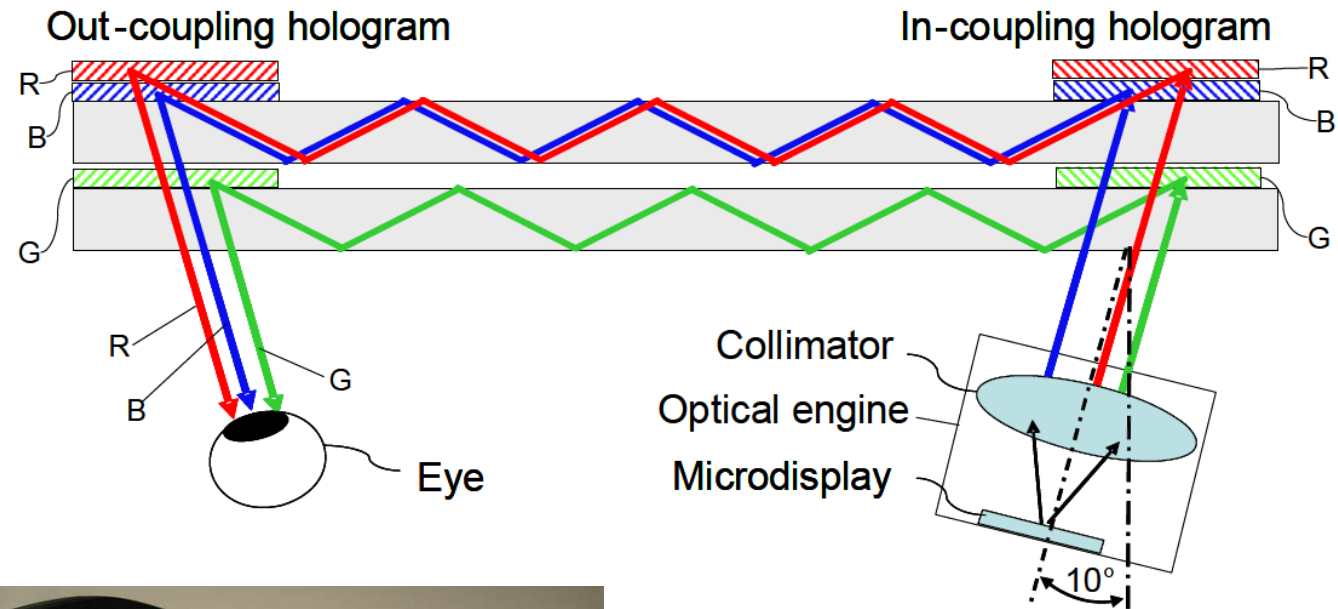 Out-coupling hologram
In-coupling hologram
R
B
G
R
B
G
R
B
G
Collimator
Optical engine
Microdisplay
Eye
10°